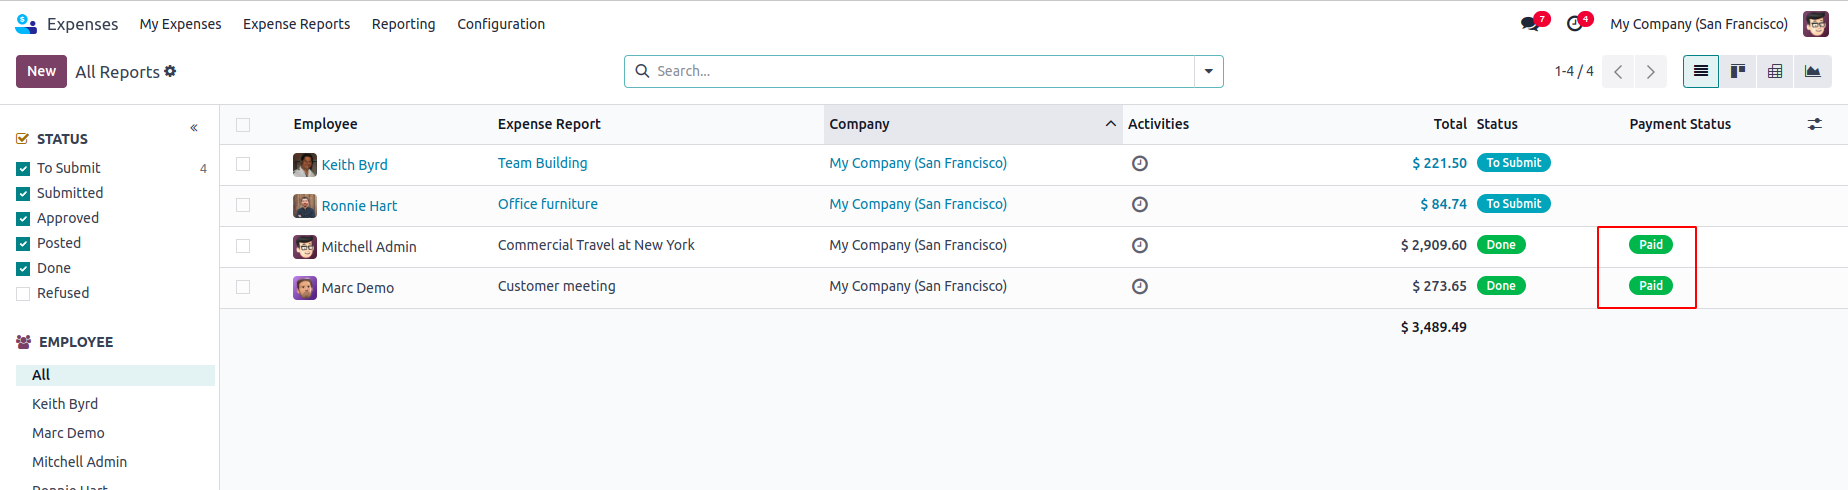 Expenses My Expenses Expense Reports Reporting Configuration 7 4 My Company (San Francisco)
New All Reports Search... 1-4 / 4
STATUS
To Submit 4
Submitted
Approved
Posted
Done
Refused
EMPLOYEE
All
Keith Byrd
Marc Demo
Mitchell Admin
Ronnie Hart
Employee Expense Report Company Activities Total Status Payment Status
Keith Byrd Team Building My Company (San Francisco) $ 221.50 To Submit
Ronnie Hart Office furniture My Company (San Francisco) $ 84.74 To Submit
Mitchell Admin Commercial Travel at New York My Company (San Francisco) $ 2,909.60 Done Paid
Marc Demo Customer meeting My Company (San Francisco) $ 273.65 Done Paid
$ 3,489.49